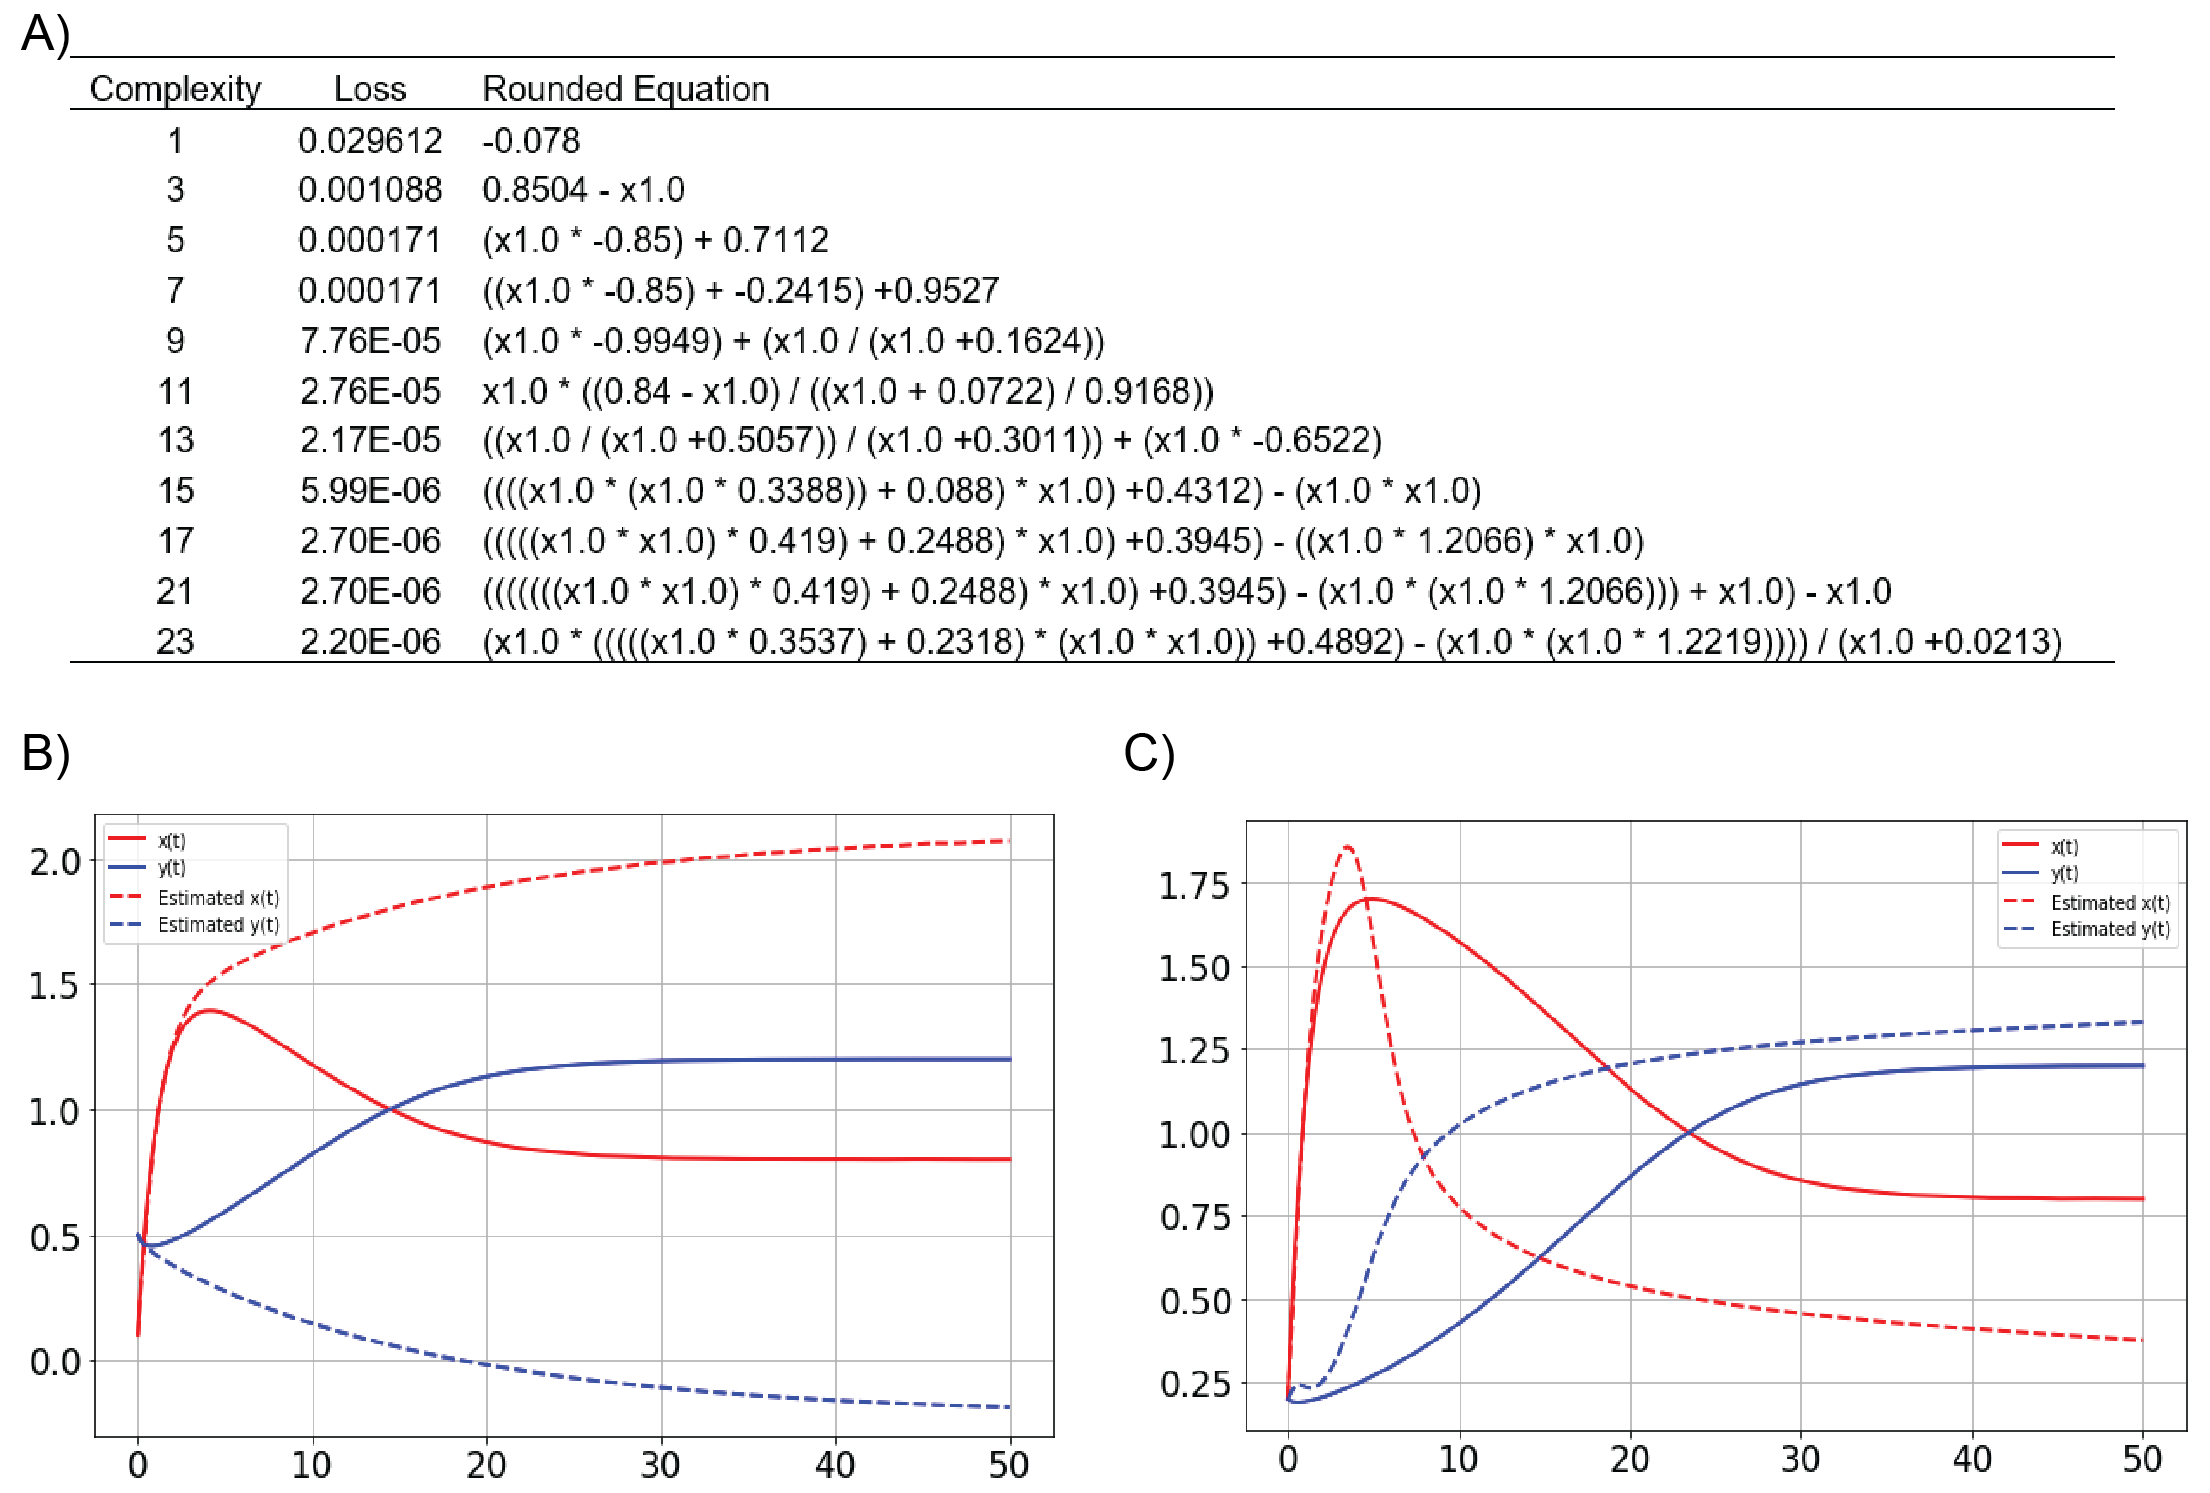 A)
Complexity Loss Rounded Equation
1 0.029612 -0.078
3 0.001088 0.8504 - x1.0
5 0.000171 (x1.0 * -0.85) + 0.7112
7 0.000171 ((x1.0 * -0.85) + -0.2415) +0.9527
9 7.76E-05 (x1.0 * -0.9949) + (x1.0 / (x1.0 +0.1624))
11 2.76E-05 x1.0 * ((0.84 - x1.0) / ((x1.0 + 0.0722) / 0.9168))
13 2.17E-05 ((x1.0 / (x1.0 +0.5057)) / (x1.0 +0.3011)) + (x1.0 * -0.6522)
15 5.99E-06 ((((x1.0 * (x1.0 * 0.3388)) + 0.088) * x1.0) +0.4312) - (x1.0 * x1.0)
17 2.70E-06 (((((x1.0 * x1.0) * 0.419) + 0.2488) * x1.0) +0.3945) - ((x1.0 * 1.2066) * x1.0)
21 2.70E-06 (((((((x1.0 * x1.0) * 0.419) + 0.2488) * x1.0) +0.3945) - (x1.0 * (x1.0 * 1.2066))) + x1.0) - x1.0
23 2.20E-06 (x1.0 * (((((x1.0 * 0.3537) + 0.2318) * (x1.0 * x1.0)) +0.4892) - (x1.0 * (x1.0 * 1.2219)))) / (x1.0 +0.0213)
B)
x(t)
y(t)
Estimated x(t)
Estimated y(t)
2.0
1.5
1.0
0.5
0.0
0 10 20 30 40 50
C)
x(t)
y(t)
Estimated x(t)
Estimated y(t)
1.75
1.50
1.25
1.00
0.75
0.50
0.25
0 10 20 30 40 50